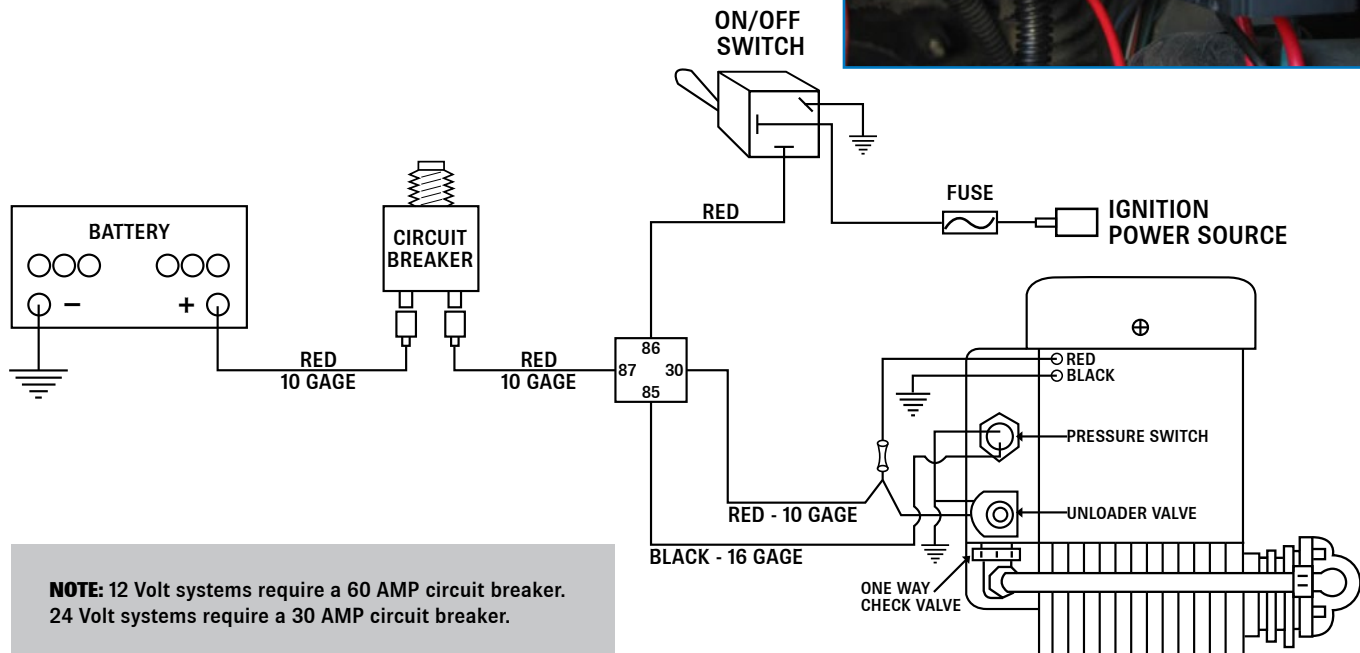 ON/OFF
SWITCH
FUSE
IGNITION
POWER SOURCE
RED
BATTERY
− +
CIRCUIT
BREAKER
RED
10 GAGE
RED
10 GAGE
86
87 30
85
RED
BLACK
PRESSURE SWITCH
UNLOADER VALVE
RED - 10 GAGE
BLACK - 16 GAGE
ONE WAY
CHECK VALVE
NOTE: 12 Volt systems require a 60 AMP circuit breaker.
24 Volt systems require a 30 AMP circuit breaker.